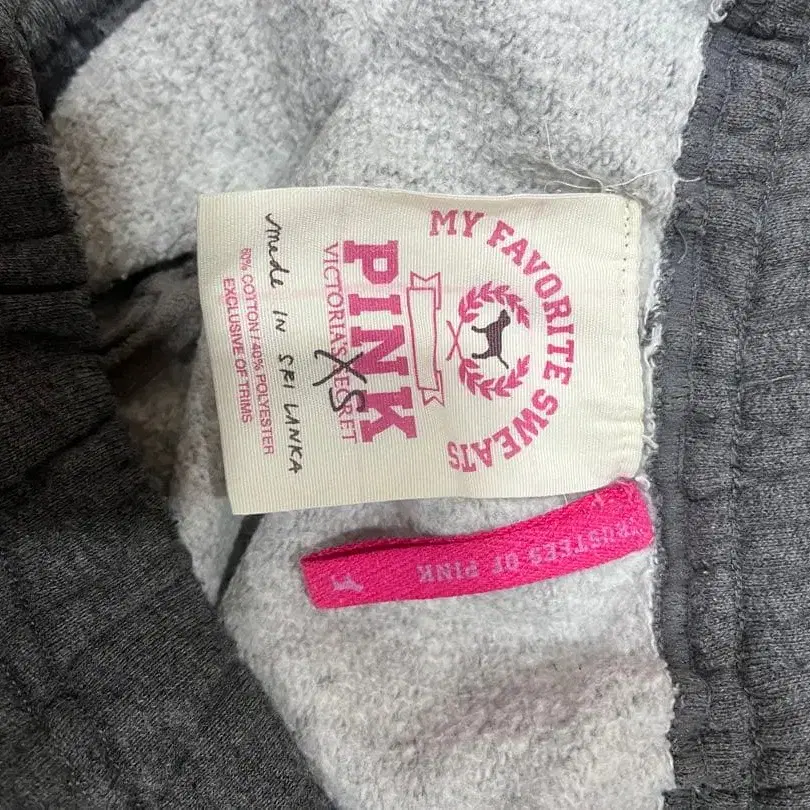 MY FAVORITE SWEATS
PINK
VICTORIA'S SECRET
XS
made IN SRI LANKA
60% COTTON / 40% POLYESTER
EXCLUSIVE OF TRIMS
TRUSTEES OF PINK